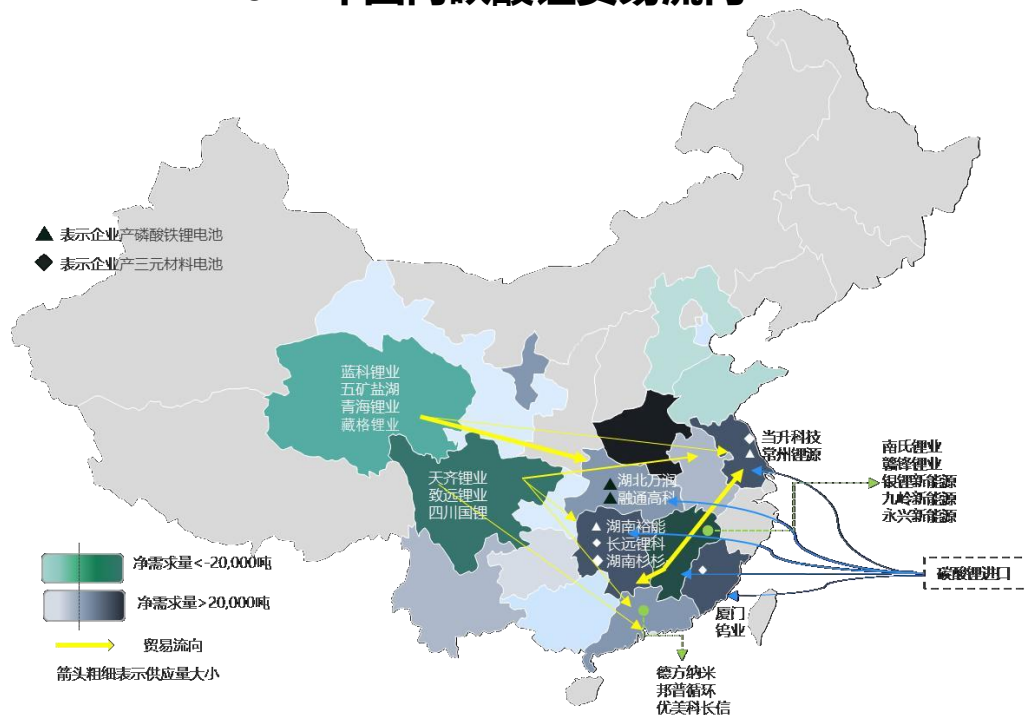 表示企业产磷酸铁锂电池
表示企业产三元材料电池
蓝科锂业
五矿盐湖
青海锂业
藏格锂业
天齐锂业
致远锂业
四川国锂
湖北万润
融通高科
湖南裕能
长远锂科
湖南杉杉
当升科技
常州锂源
南氏锂业
赣锋锂业
银锂新能源
九岭新能源
永兴新能源
碳酸锂进口
厦门
钨业
德方纳米
邦普循环
优美科长信
净需求量<-20,000吨
净需求量>20,000吨
贸易流向
箭头粗细表示供应量大小